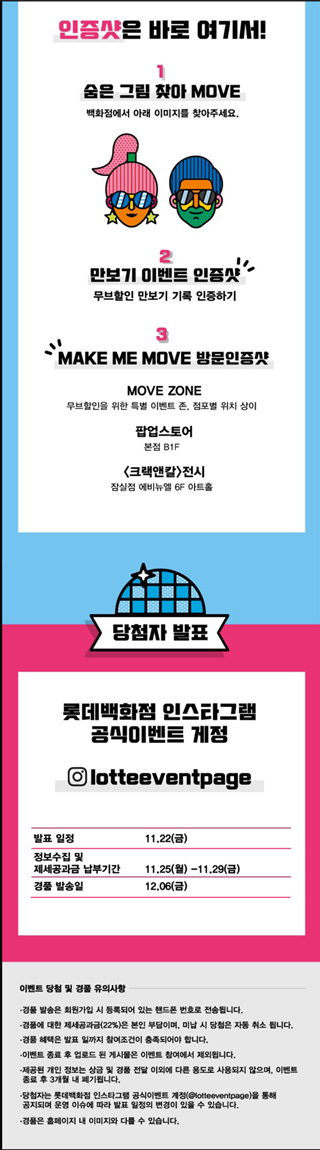 인증샷은 바로 여기서!
1
숨은 그림 찾아 MOVE
백화점에서 아래 이미지를 찾아주세요.
2
만보기 이벤트 인증샷
무브할인 만보기 기록 인증하기
3
MAKE ME MOVE 방문인증샷
MOVE ZONE
무브할인을 위한 특별 이벤트 존, 점포별 위치 상이
팝업스토어
본점 B1F
<크랙앤칼>전시
잠실점 에비뉴엘 6F 아트홀
당첨자 발표
롯데백화점 인스타그램
공식이벤트 계정
lotteeventpage
발표 일정 11.22(금)
정보수집 및
제세공과금 납부기간 11.25(월) -11.29(금)
경품 발송일 12.06(금)
이벤트 당첨 및 경품 유의사항
-경품 발송은 회원가입 시 등록되어 있는 핸드폰 번호로 전송됩니다.
-경품에 대한 제세공과금(22%)은 본인 부담이며, 미납 시 당첨은 자동 취소 됩니다.
-경품 혜택은 발표 일까지 참여조건이 충족되어야 합니다.
-이벤트 종료 후 업로드 된 게시물은 이벤트 참여에서 제외됩니다.
-제공된 개인 정보는 상금 및 경품 전달 이외에 다른 용도로 사용되지 않으며, 이벤트
종료 후 3개월 내 폐기됩니다.
-당첨자는 롯데백화점 인스타그램 공식이벤트 계정(@lotteeventpage)을 통해
공지되며 운영 이슈에 따라 발표 일정의 변경이 있을 수 있습니다.
-경품은 홈페이지 내 이미지와 다를 수 있습니다.